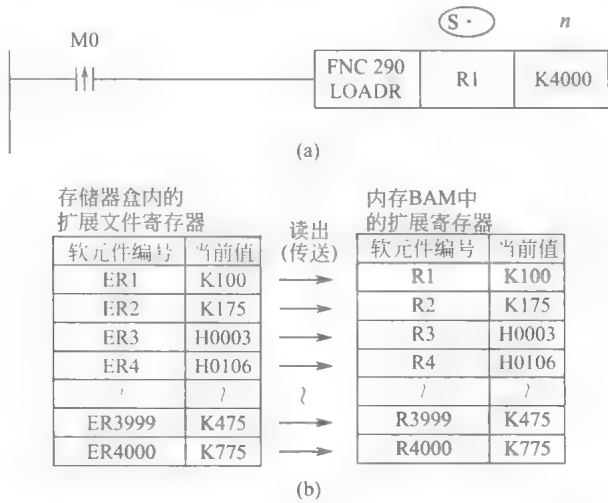 S·
n
M0
FNC 290
LOADR
R1
K4000
(a)
存储器盒内的
扩展文件寄存器
读出
(传送)
内存BAM中
的扩展寄存器
软元件编号 当前值
软元件编号 当前值
ER1 K100 R1 K100
ER2 K175 R2 K175
ER3 H0003 R3 H0003
ER4 H0106 R4 H0106
≀ ≀ ≀ ≀ ≀
ER3999 K475 R3999 K475
ER4000 K775 R4000 K775
(b)